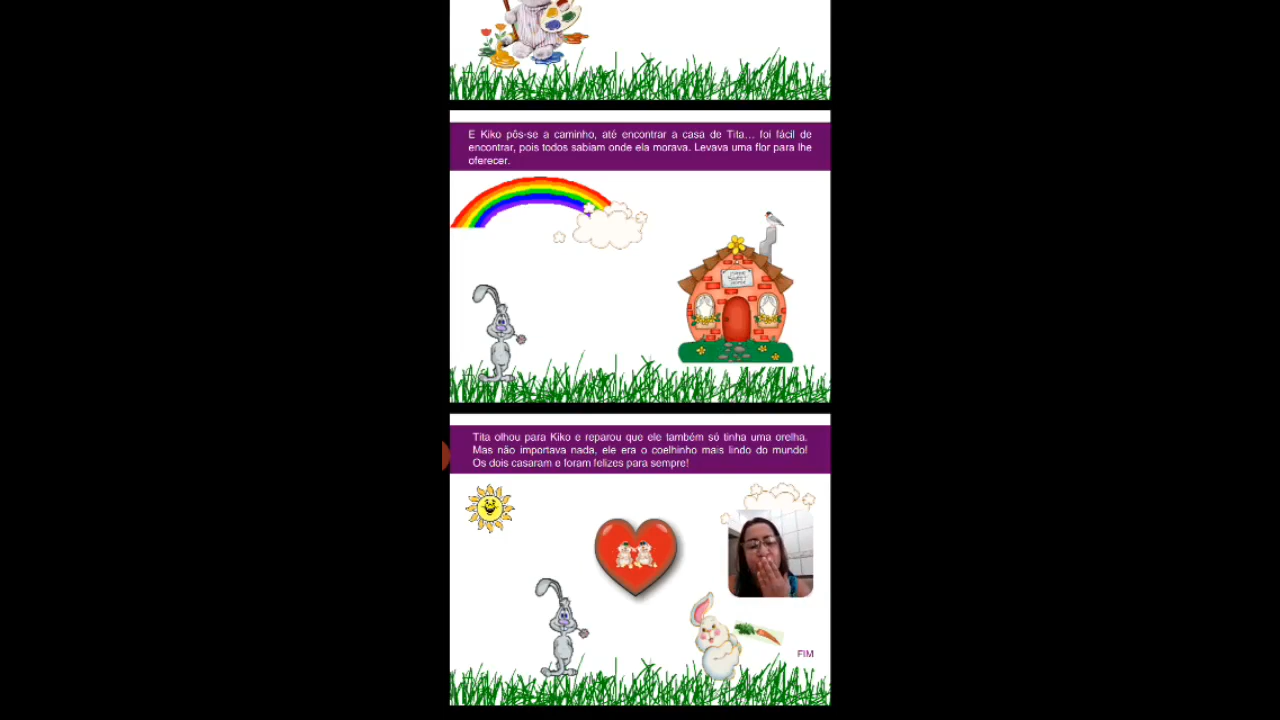 E Kiko pôs-se a caminho, até encontrar a casa de Tita... foi fácil de
encontrar, pois todos sabiam onde ela morava. Levava uma flor para lhe
oferecer.
Tita olhou para Kiko e reparou que ele também só tinha uma orelha.
Mas não importava nada, ele era o coelhinho mais lindo do mundo!
Os dois casaram e foram felizes para sempre!
FIM